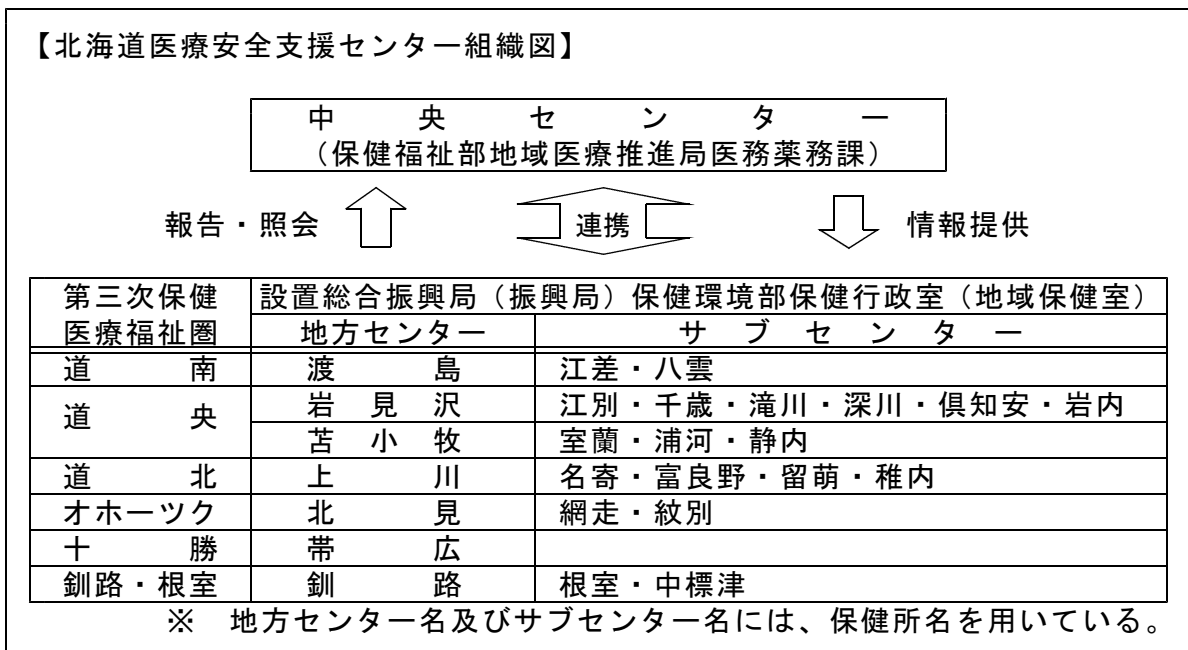 【北海道医療安全支援センター組織図】
中央センター
（保健福祉部地域医療推進局医務薬務課）
報告・照会 連携 情報提供
第三次保健医療福祉圏 設置総合振興局（振興局）保健環境部保健行政室（地域保健室）
地方センター サブセンター
道南 渡島 江差・八雲
道央 岩見沢 江別・千歳・滝川・深川・倶知安・岩内
苫小牧 室蘭・浦河・静内
道北 上川 名寄・富良野・留萌・稚内
オホーツク 北見 網走・紋別
十勝 帯広
釧路・根室 釧路 根室・中標津
※ 地方センター名及びサブセンター名には、保健所名を用いている。